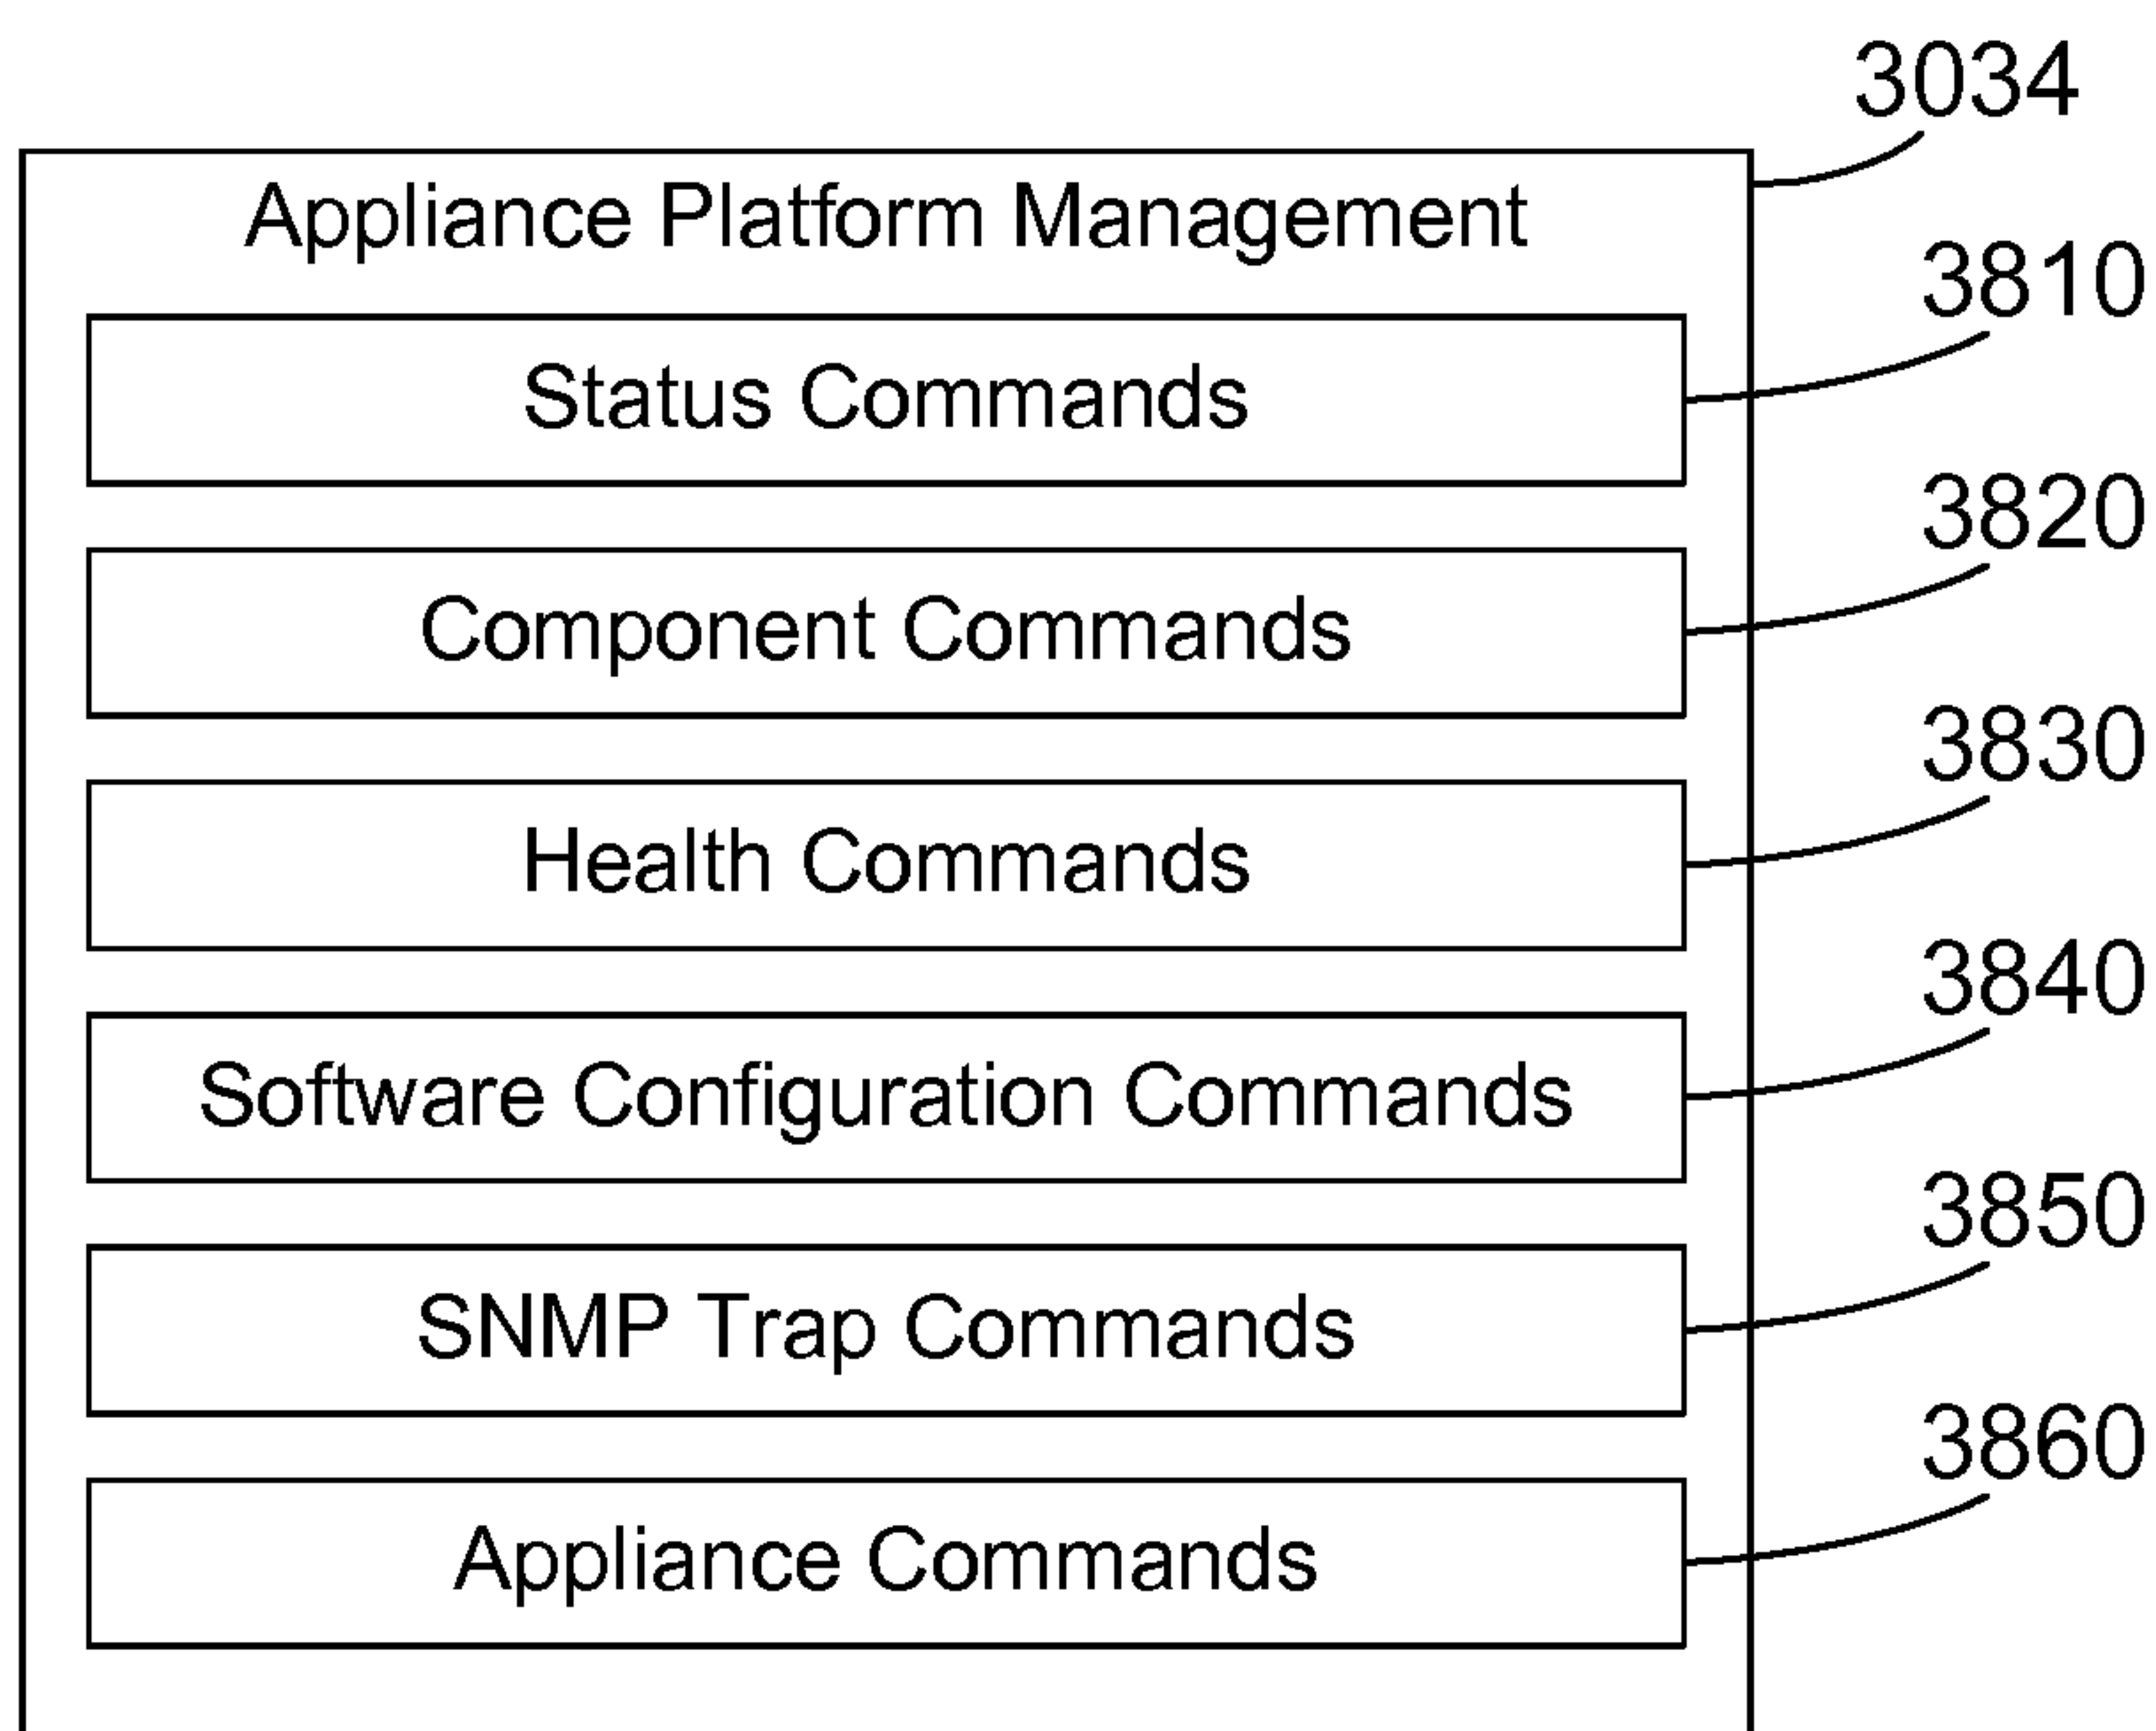 3034
Appliance Platform Management
3810
Status Commands
3820
Component Commands
3830
Health Commands
3840
Software Configuration Commands
3850
SNMP Trap Commands
3860
Appliance Commands